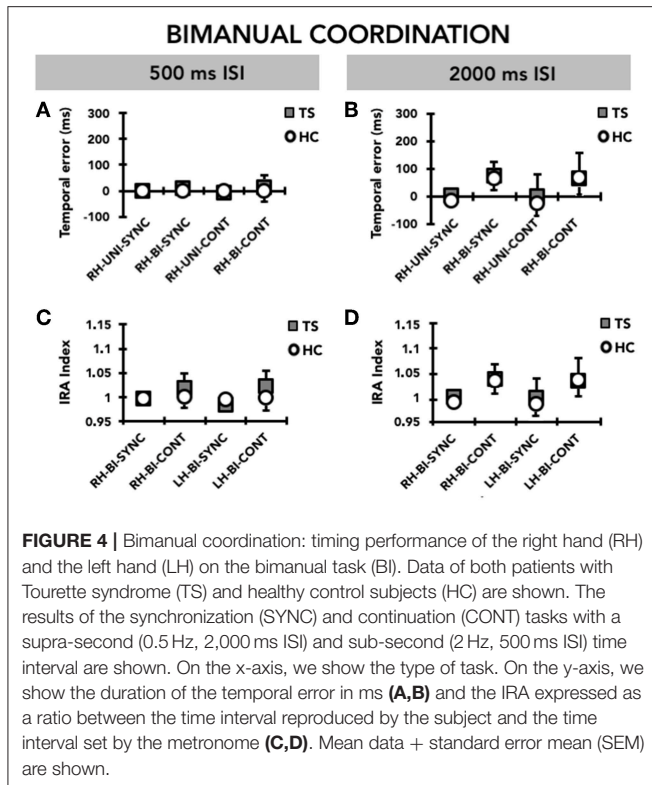 BIMANUAL COORDINATION
500 ms ISI
2000 ms ISI
A
Temporal error (ms)
300
200
100
0
-100
TS
HC
RH-UNI-SYNC
RH-BI-SYNC
RH-UNI-CONT
RH-BI-CONT
B
Temporal error (ms)
300
200
100
0
-100
TS
HC
RH-UNI-SYNC
RH-BI-SYNC
RH-UNI-CONT
RH-BI-CONT
C
IRA Index
1.15
1.1
1.05
1
0.95
TS
HC
RH-BI-SYNC
RH-BI-CONT
LH-BI-SYNC
LH-BI-CONT
D
IRA Index
1.15
1.1
1.05
1
0.95
TS
HC
RH-BI-SYNC
RH-BI-CONT
LH-BI-SYNC
LH-BI-CONT
FIGURE 4 | Bimanual coordination: timing performance of the right hand (RH)
and the left hand (LH) on the bimanual task (BI). Data of both patients with
Tourette syndrome (TS) and healthy control subjects (HC) are shown. The
results of the synchronization (SYNC) and continuation (CONT) tasks with a
supra-second (0.5 Hz, 2,000 ms ISI) and sub-second (2 Hz, 500 ms ISI) time
interval are shown. On the x-axis, we show the type of task. On the y-axis, we
show the duration of the temporal error in ms (A,B) and the IRA expressed as
a ratio between the time interval reproduced by the subject and the time
interval set by the metronome (C,D). Mean data + standard error mean (SEM)
are shown.